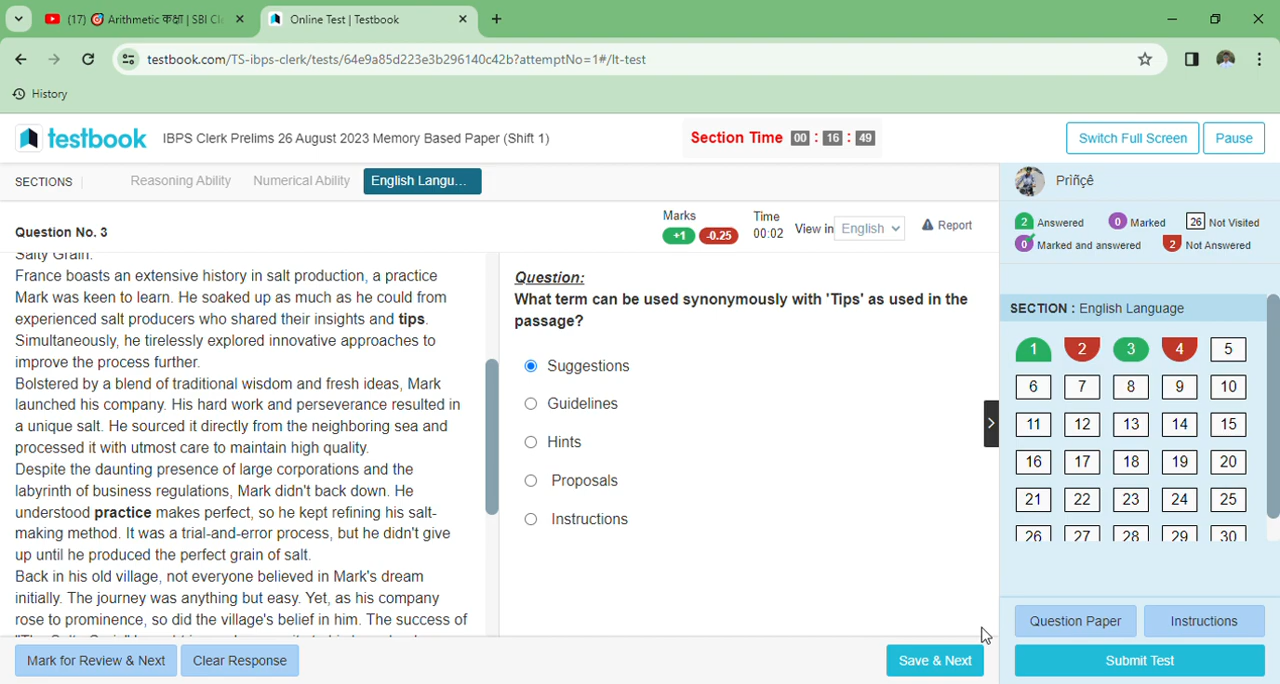 (17) 🎯 Arithmetic कक्षा | SBI Cl
Online Test | Testbook
testbook.com/TS-ibps-clerk/tests/64e9a85d223e3b296140c42b?attemptNo=1#/lt-test
History
testbook
IBPS Clerk Prelims 26 August 2023 Memory Based Paper (Shift 1)
Section Time 00 : 16 : 49
Switch Full Screen
Pause
SECTIONS
Reasoning Ability
Numerical Ability
English Langu...
Priñçê
Question No. 3
Marks
+1 -0.25
Time
00:02
View in English
Report
2 Answered
0 Marked
26 Not Visited
0 Marked and answered
2 Not Answered
Salty Grain.
France boasts an extensive history in salt production, a practice
Mark was keen to learn. He soaked up as much as he could from
experienced salt producers who shared their insights and tips.
Simultaneously, he tirelessly explored innovative approaches to
improve the process further.
Bolstered by a blend of traditional wisdom and fresh ideas, Mark
launched his company. His hard work and perseverance resulted in
a unique salt. He sourced it directly from the neighboring sea and
processed it with utmost care to maintain high quality.
Despite the daunting presence of large corporations and the
labyrinth of business regulations, Mark didn't back down. He
understood practice makes perfect, so he kept refining his salt-
making method. It was a trial-and-error process, but he didn't give
up until he produced the perfect grain of salt.
Back in his old village, not everyone believed in Mark's dream
initially. The journey was anything but easy. Yet, as his company
rose to prominence, so did the village's belief in him. The success of
Question:
What term can be used synonymously with 'Tips' as used in the
passage?
Suggestions
Guidelines
Hints
Proposals
Instructions
SECTION : English Language
1 2 3 4 5
6 7 8 9 10
11 12 13 14 15
16 17 18 19 20
21 22 23 24 25
26 27 28 29 30
Mark for Review & Next
Clear Response
Save & Next
Question Paper
Instructions
Submit Test